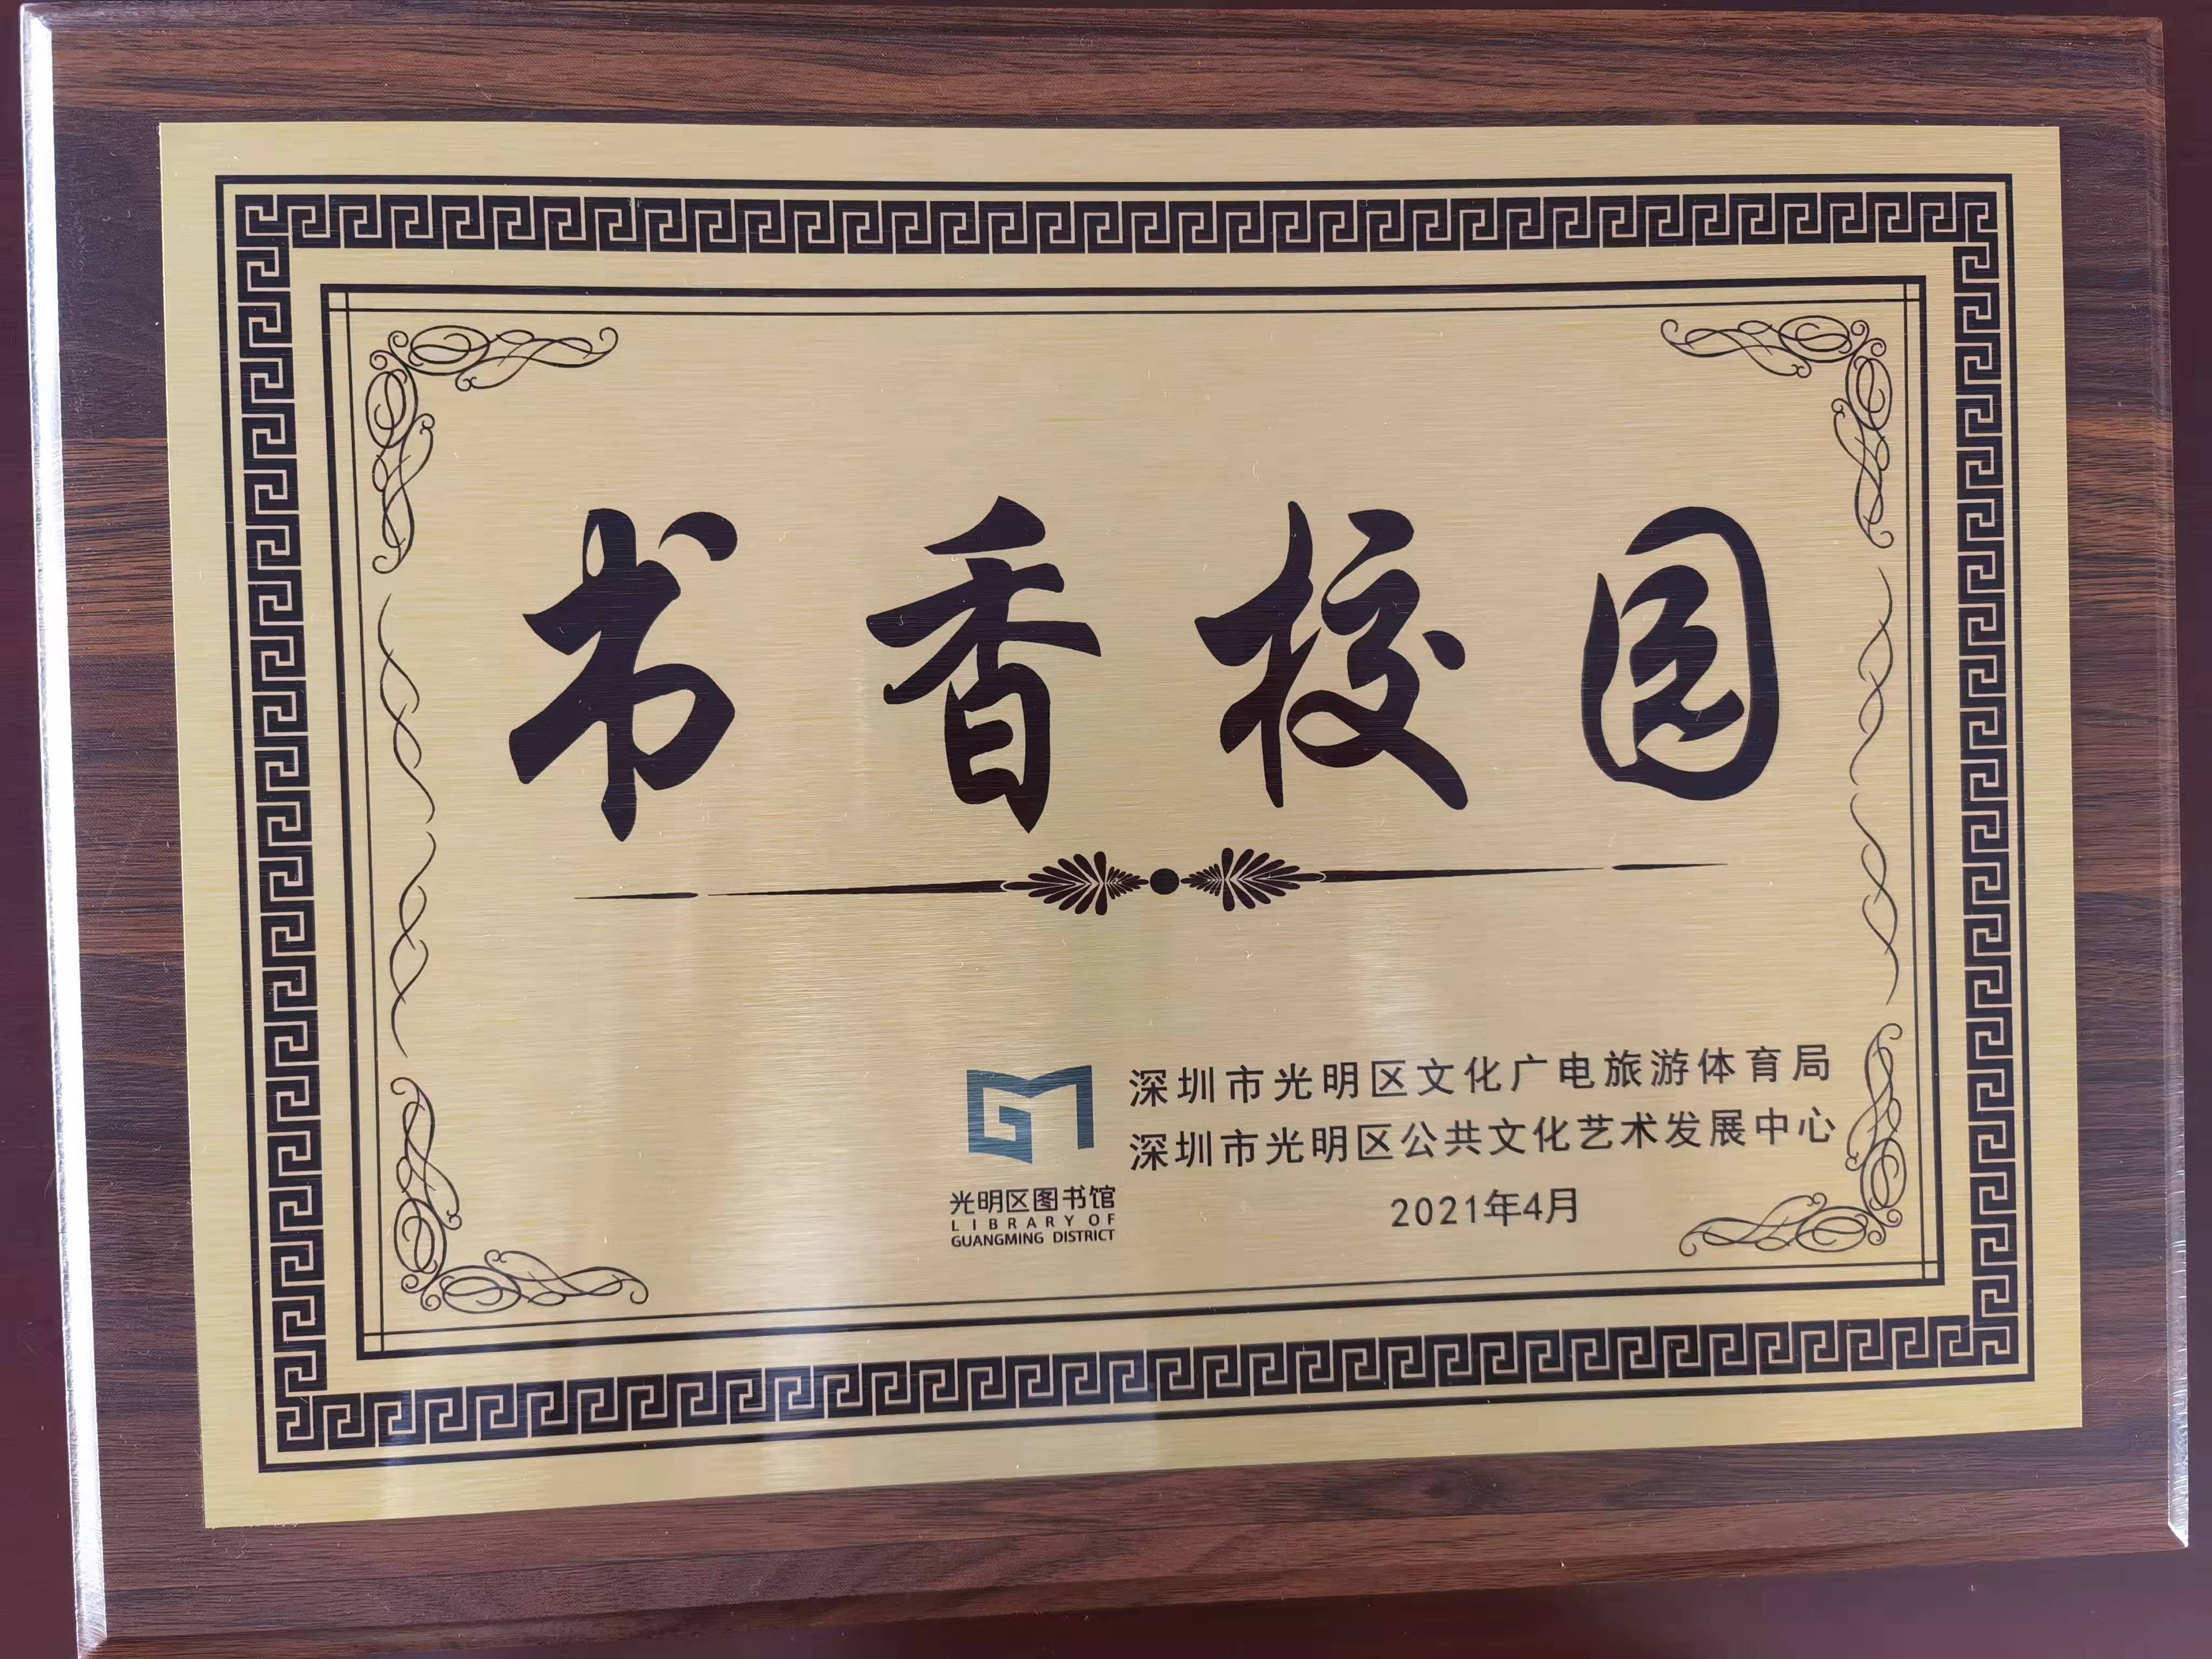 书香校园
深圳市光明区文化广电旅游体育局
深圳市光明区公共文化艺术发展中心
2021年4月
光明区图书馆
LIBRARY OF
GUANGMING DISTRICT